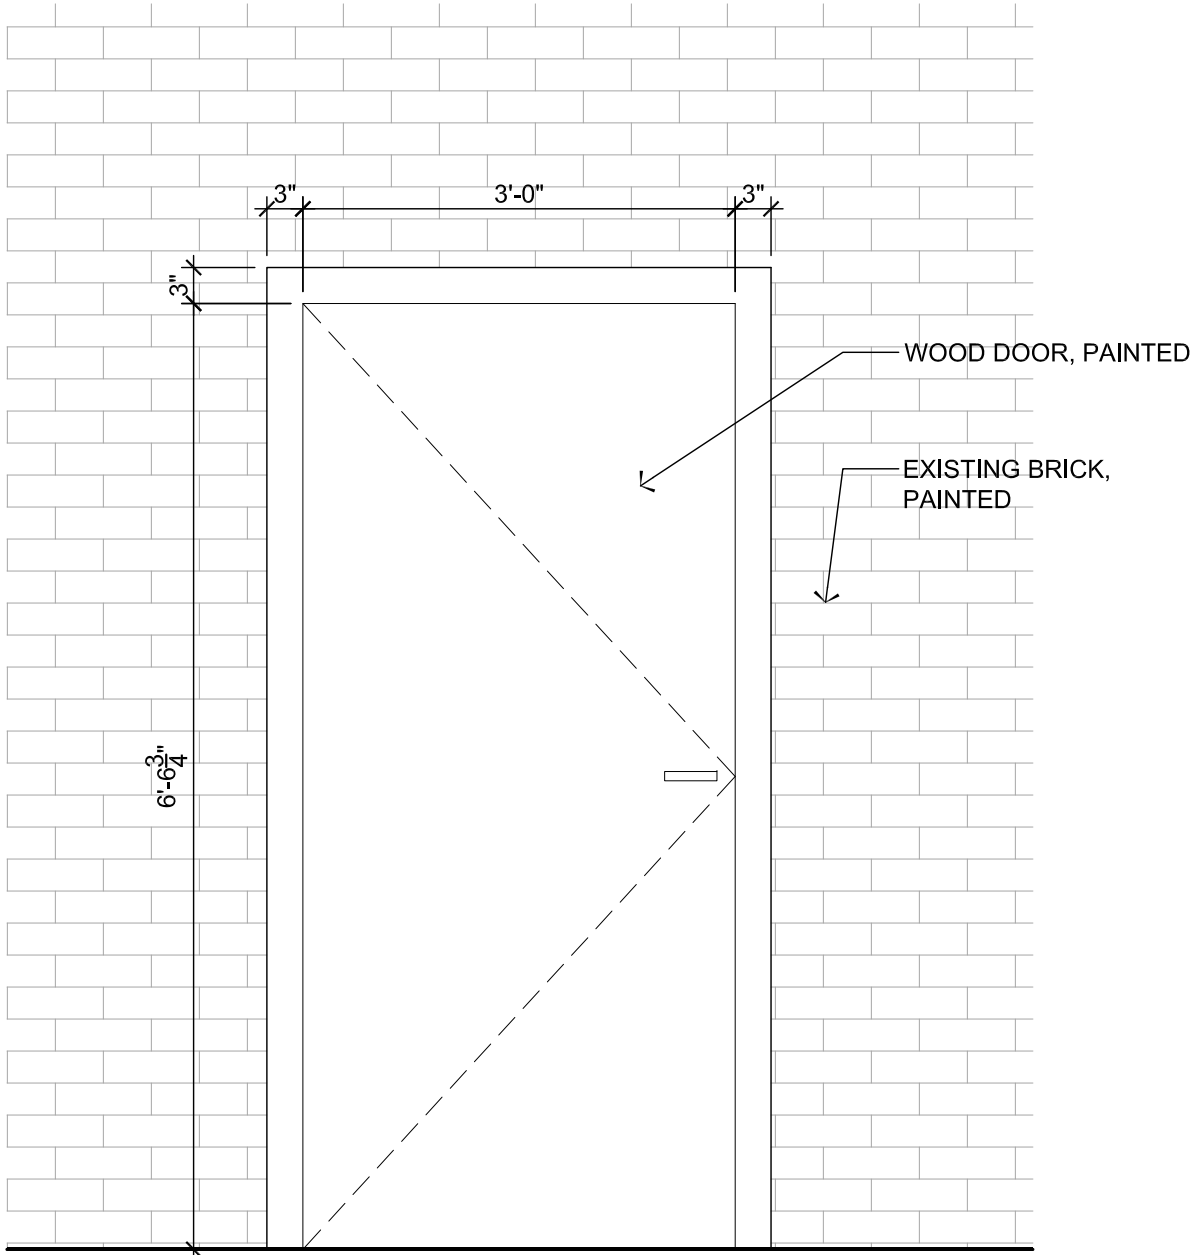 3"
3'-0"
3"
3"
WOOD DOOR, PAINTED
EXISTING BRICK,
PAINTED
6'-6 3/4"